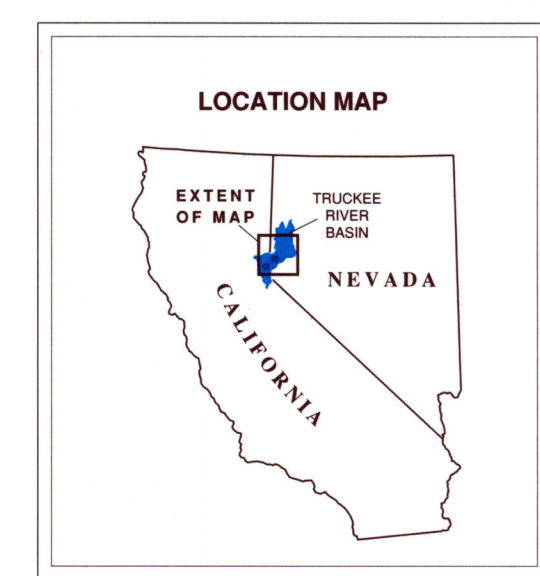 LOCATION MAP
EXTENT
OF MAP
TRUCKEE
RIVER
BASIN
NEVADA
CALIFORNIA